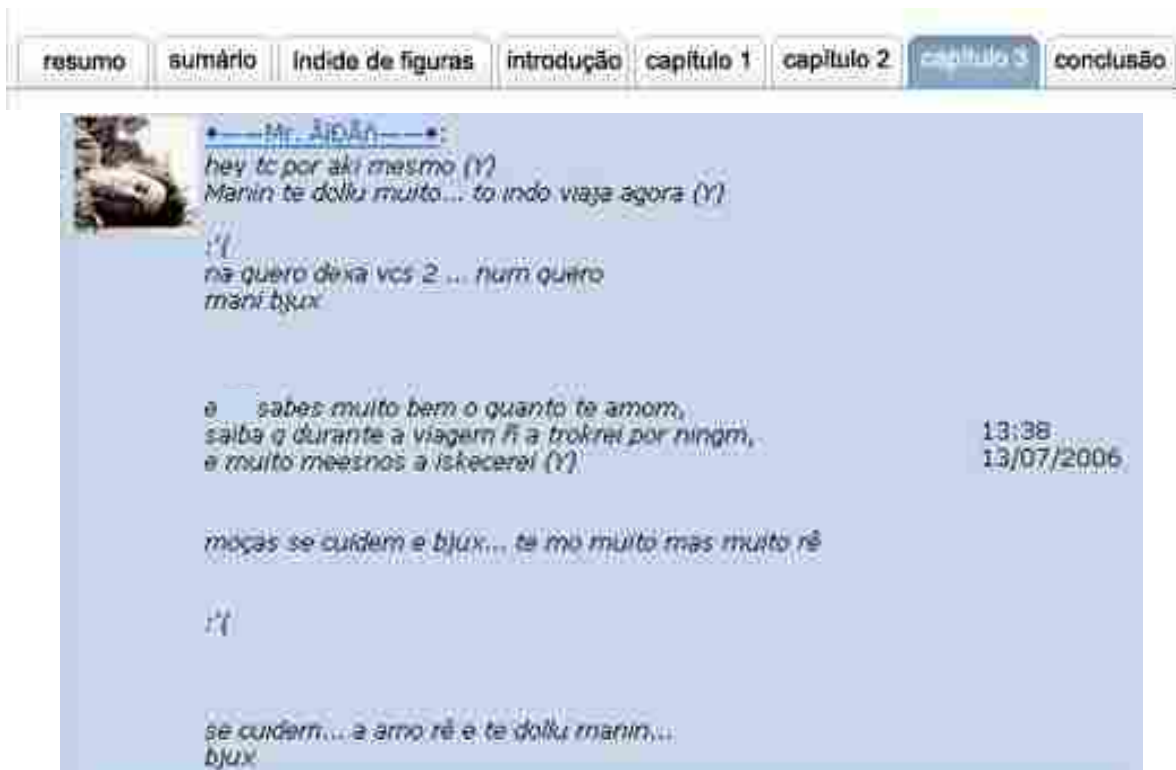 resumo sumário índide de figuras introdução capítulo 1 capítulo 2 capítulo 3 conclusão
•——Mr. ÅÎÐÃñ——•:
hey tc por aki mesmo (Y)
Manin te dollu muito... to indo viaja agora (Y)
:'(
na quero dexa vcs 2 ... num quero
mani bjux
e sabes muito bem o quanto te amom,
saiba q durante a viagem ñ a trokrei por ningm,
e muito meesnos a iskecerei (Y)
13:38
13/07/2006
moças se cuidem e bjux... te mo muito mas muito rê
:'(
se cuidem... a amo rê e te dollu manin...
bjux